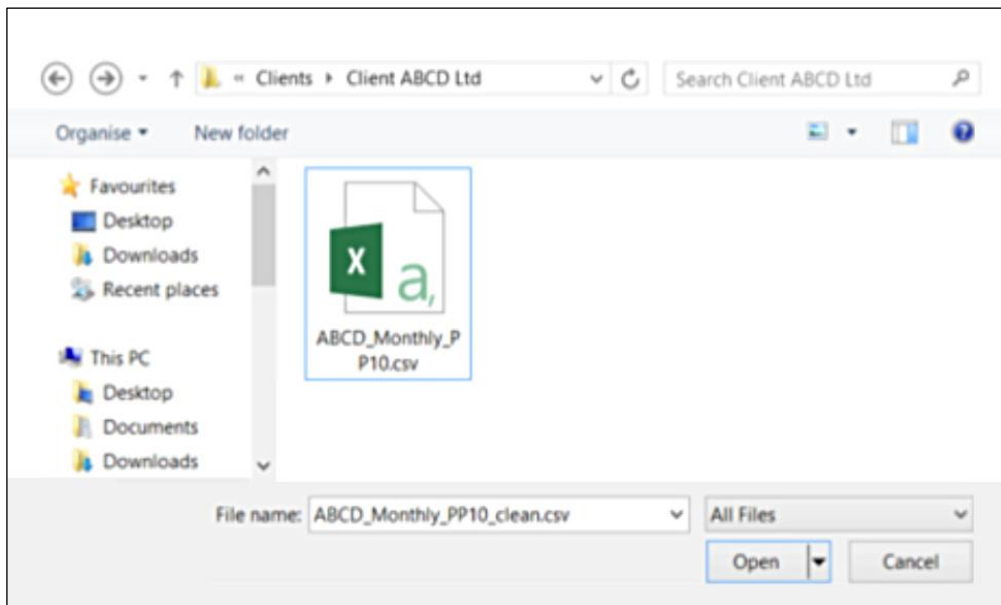 « Clients Client ABCD Ltd Search Client ABCD Ltd
Organise New folder
Favourites
Desktop
Downloads
Recent places
This PC
Desktop
Documents
Downloads
X a,
ABCD_Monthly_P
P10.csv
File name: ABCD_Monthly_PP10_clean.csv All Files
Open Cancel